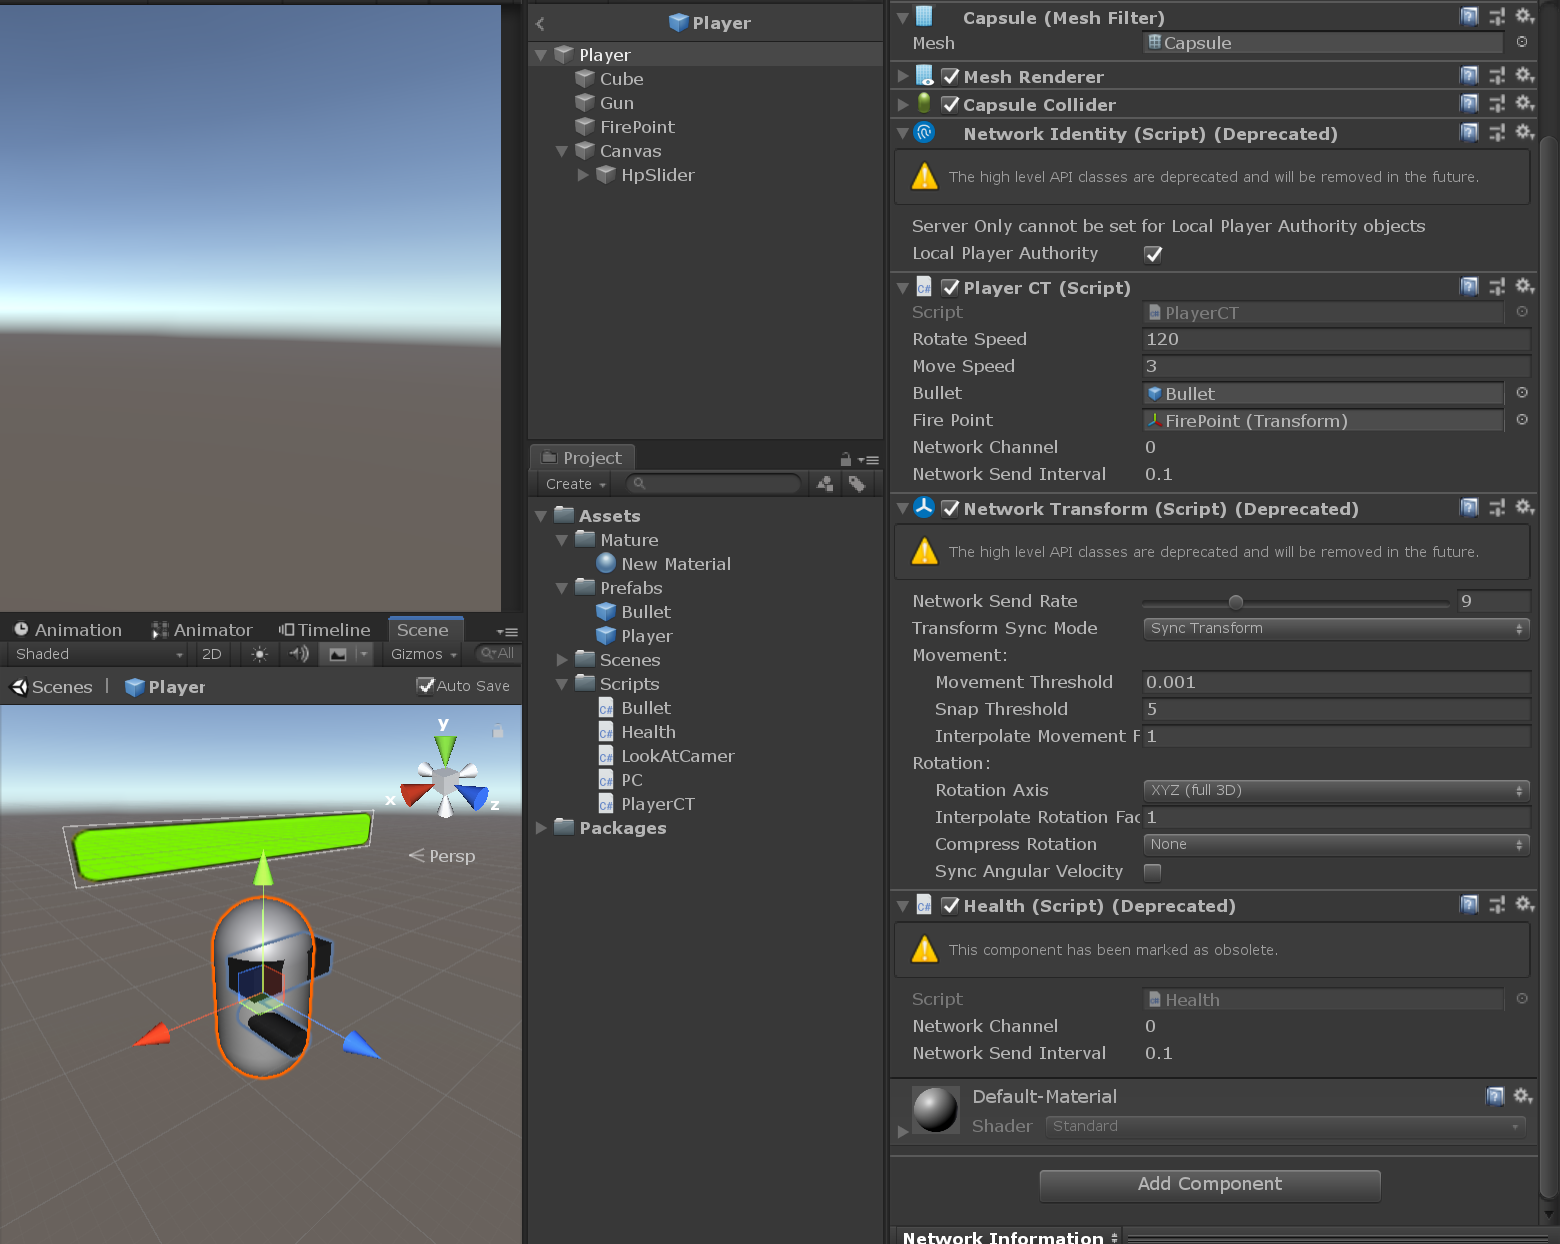 Player
Player
Cube
Gun
FirePoint
Canvas
HpSlider
Project
Create
Assets
Mature
New Material
Prefabs
Bullet
Player
Scenes
Scripts
Bullet
Health
LookAtCamer
PC
PlayerCT
Packages
Animation
Animator
Timeline
Scene
Shaded
2D
Gizmos
All
Scenes
Player
Auto Save
y
x
z
Persp
Capsule (Mesh Filter)
Mesh
Capsule
Mesh Renderer
Capsule Collider
Network Identity (Script) (Deprecated)
The high level API classes are deprecated and will be removed in the future.
Server Only cannot be set for Local Player Authority objects
Local Player Authority
Player CT (Script)
Script
PlayerCT
Rotate Speed
120
Move Speed
3
Bullet
Bullet
Fire Point
FirePoint (Transform)
Network Channel
0
Network Send Interval
0.1
Network Transform (Script) (Deprecated)
The high level API classes are deprecated and will be removed in the future.
Network Send Rate
9
Transform Sync Mode
Sync Transform
Movement:
Movement Threshold
0.001
Snap Threshold
5
Interpolate Movement F
1
Rotation:
Rotation Axis
XYZ (full 3D)
Interpolate Rotation Fac
1
Compress Rotation
None
Sync Angular Velocity
Health (Script) (Deprecated)
This component has been marked as obsolete.
Script
Health
Network Channel
0
Network Send Interval
0.1
Default-Material
Shader
Standard
Add Component
Network Information